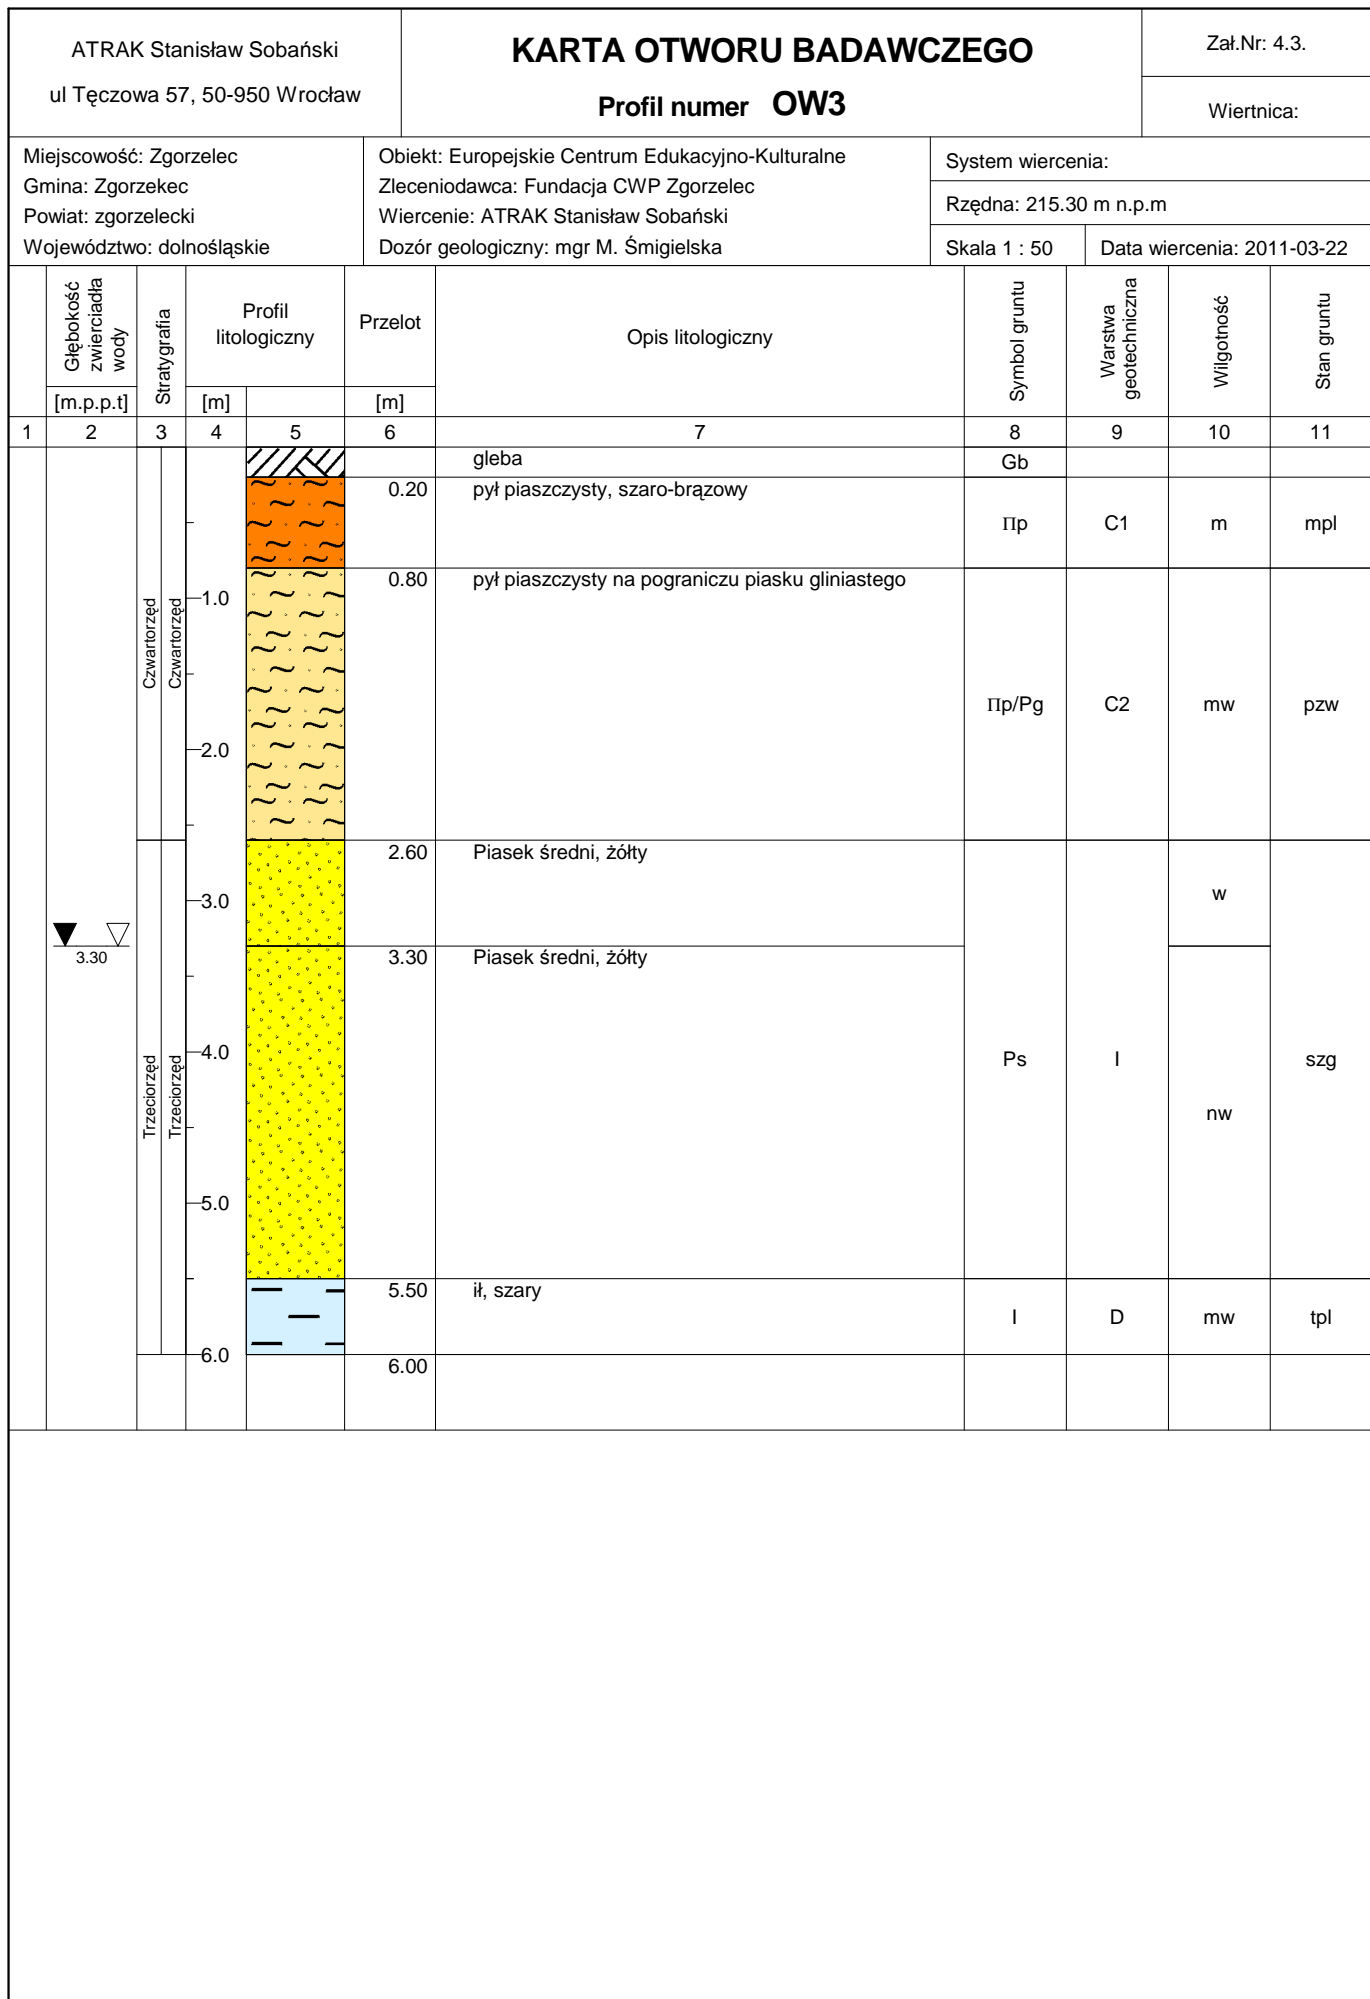 ATRAK Stanisław Sobański
ul Tęczowa 57, 50-950 Wrocław
KARTA OTWORU BADAWCZEGO
Profil numer OW3
Zał.Nr: 4.3.
Wiertnica:
Miejscowość: Zgorzelec
Gmina: Zgorzekec
Powiat: zgorzelecki
Województwo: dolnośląskie
Obiekt: Europejskie Centrum Edukacyjno-Kulturalne
Zleceniodawca: Fundacja CWP Zgorzelec
Wiercenie: ATRAK Stanisław Sobański
Dozór geologiczny: mgr M. Śmigielska
System wiercenia:
Rzędna: 215.30 m n.p.m
Skala 1 : 50
Data wiercenia: 2011-03-22
Głębokość
zwierciadła
wody
[m.p.p.t]
Stratygrafia
Profil
litologiczny
[m]
Przelot
[m]
Opis litologiczny
Symbol gruntu
Warstwa
geotechniczna
Wilgotność
Stan gruntu
1 2 3 4 5 6 7 8 9 10 11
gleba Gb
0.20 pył piaszczysty, szaro-brązowy
Πp C1 m mpl
0.80 pył piaszczysty na pograniczu piasku gliniastego
1.0
Czwartorzęd
Czwartorzęd
Πp/Pg C2 mw pzw
2.0
2.60 Piasek średni, żółty
w
3.0
3.30
3.30 Piasek średni, żółty
4.0
Trzeciorzęd
Trzeciorzęd
Ps I szg
nw
5.0
5.50 ił, szary
I D mw tpl
6.0
6.00